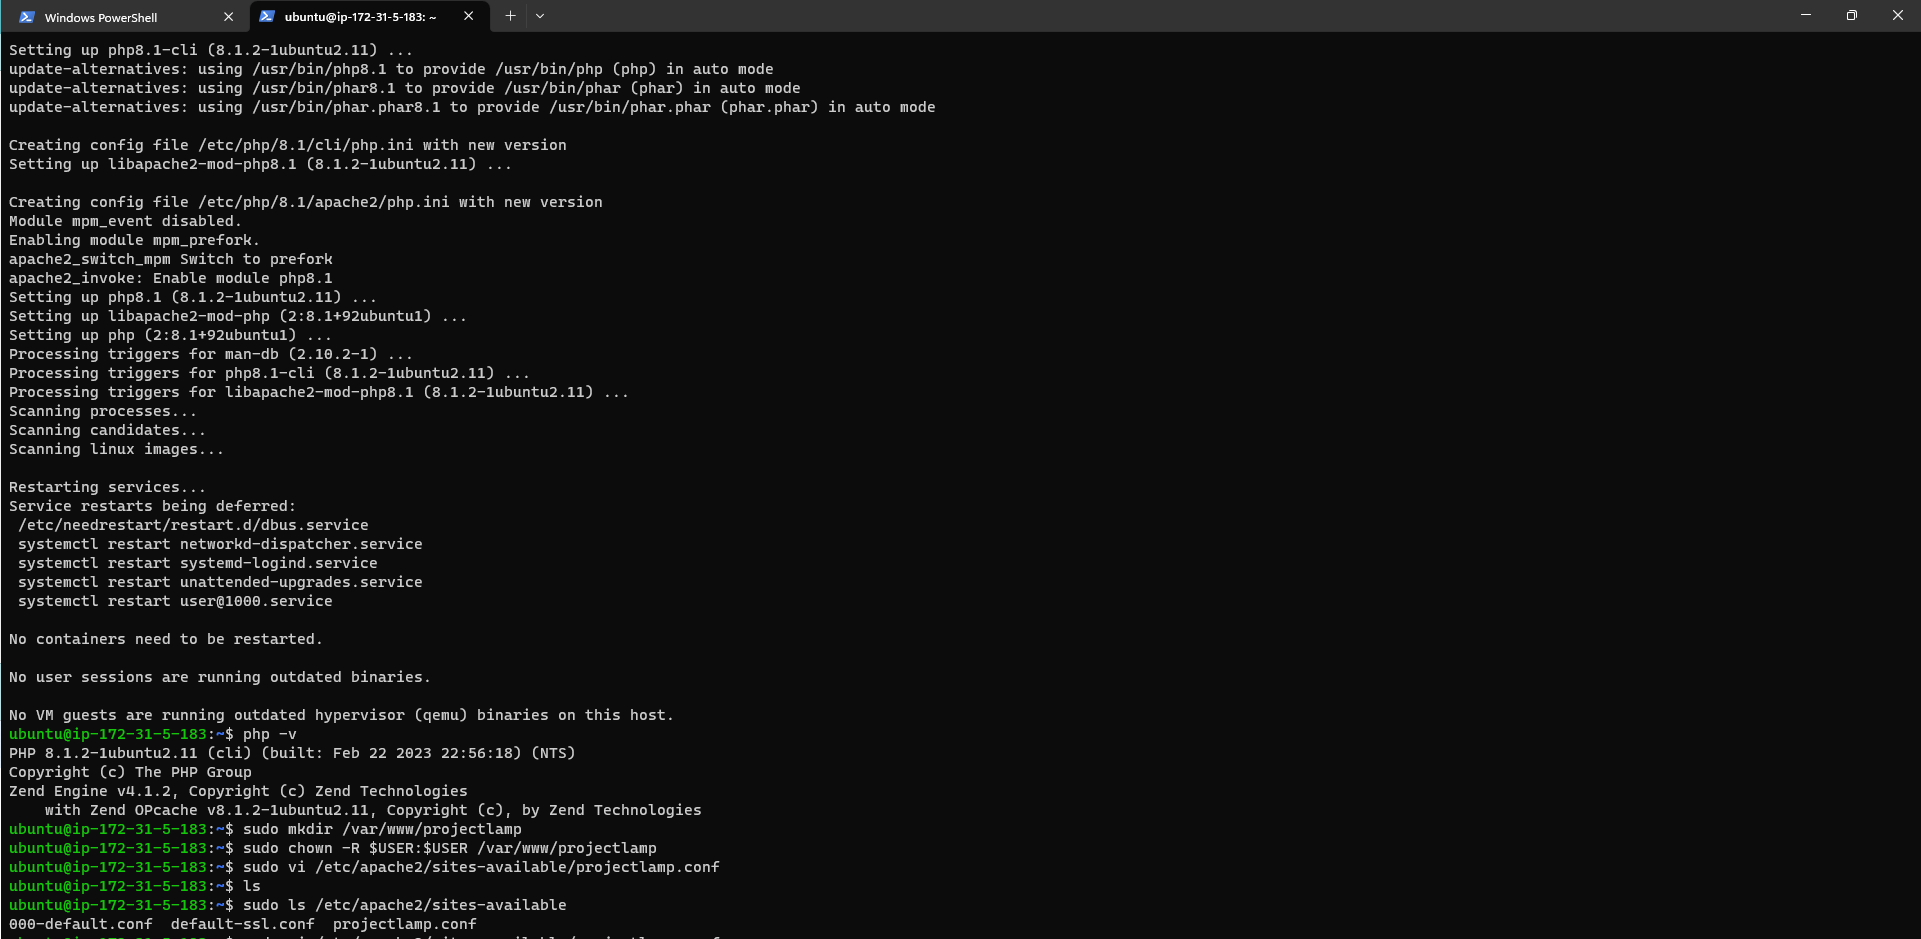 Windows PowerShell
ubuntu@ip-172-31-5-183: ~
Setting up php8.1-cli (8.1.2-1ubuntu2.11) ...
update-alternatives: using /usr/bin/php8.1 to provide /usr/bin/php (php) in auto mode
update-alternatives: using /usr/bin/phar8.1 to provide /usr/bin/phar (phar) in auto mode
update-alternatives: using /usr/bin/phar.phar8.1 to provide /usr/bin/phar.phar (phar.phar) in auto mode
Creating config file /etc/php/8.1/cli/php.ini with new version
Setting up libapache2-mod-php8.1 (8.1.2-1ubuntu2.11) ...
Creating config file /etc/php/8.1/apache2/php.ini with new version
Module mpm_event disabled.
Enabling module mpm_prefork.
apache2_switch_mpm Switch to prefork
apache2_invoke: Enable module php8.1
Setting up php8.1 (8.1.2-1ubuntu2.11) ...
Setting up libapache2-mod-php (2:8.1+92ubuntu1) ...
Setting up php (2:8.1+92ubuntu1) ...
Processing triggers for man-db (2.10.2-1) ...
Processing triggers for php8.1-cli (8.1.2-1ubuntu2.11) ...
Processing triggers for libapache2-mod-php8.1 (8.1.2-1ubuntu2.11) ...
Scanning processes...
Scanning candidates...
Scanning linux images...
Restarting services...
Service restarts being deferred:
 /etc/needrestart/restart.d/dbus.service
 systemctl restart networkd-dispatcher.service
 systemctl restart systemd-logind.service
 systemctl restart unattended-upgrades.service
 systemctl restart user@1000.service
No containers need to be restarted.
No user sessions are running outdated binaries.
No VM guests are running outdated hypervisor (qemu) binaries on this host.
ubuntu@ip-172-31-5-183:~$ php -v
PHP 8.1.2-1ubuntu2.11 (cli) (built: Feb 22 2023 22:56:18) (NTS)
Copyright (c) The PHP Group
Zend Engine v4.1.2, Copyright (c) Zend Technologies
    with Zend OPcache v8.1.2-1ubuntu2.11, Copyright (c), by Zend Technologies
ubuntu@ip-172-31-5-183:~$ sudo mkdir /var/www/projectlamp
ubuntu@ip-172-31-5-183:~$ sudo chown -R $USER:$USER /var/www/projectlamp
ubuntu@ip-172-31-5-183:~$ sudo vi /etc/apache2/sites-available/projectlamp.conf
ubuntu@ip-172-31-5-183:~$ ls
ubuntu@ip-172-31-5-183:~$ sudo ls /etc/apache2/sites-available
000-default.conf  default-ssl.conf  projectlamp.conf